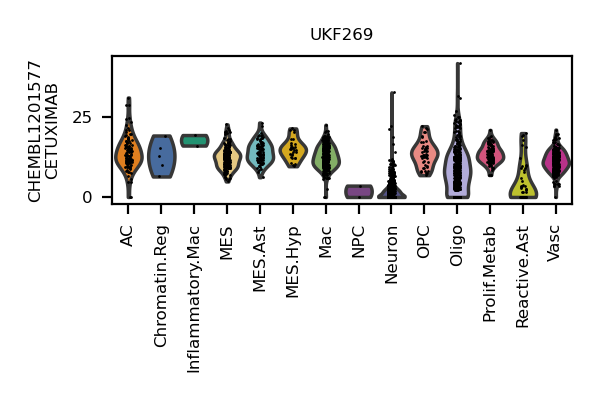 UKF269
CHEMBL1201577
CETUXIMAB
25
0
AC
Chromatin.Reg
Inflammatory.Mac
MES
MES.Ast
MES.Hyp
Mac
NPC
Neuron
OPC
Oligo
Prolif.Metab
Reactive.Ast
Vasc